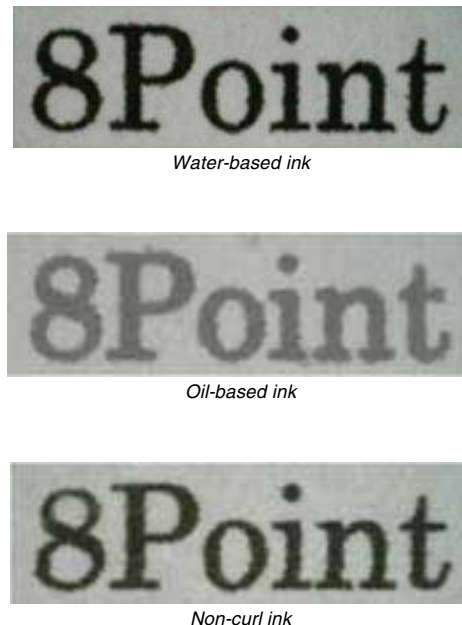 8Point
Water-based ink
8Point
Oil-based ink
8Point
Non-curl ink